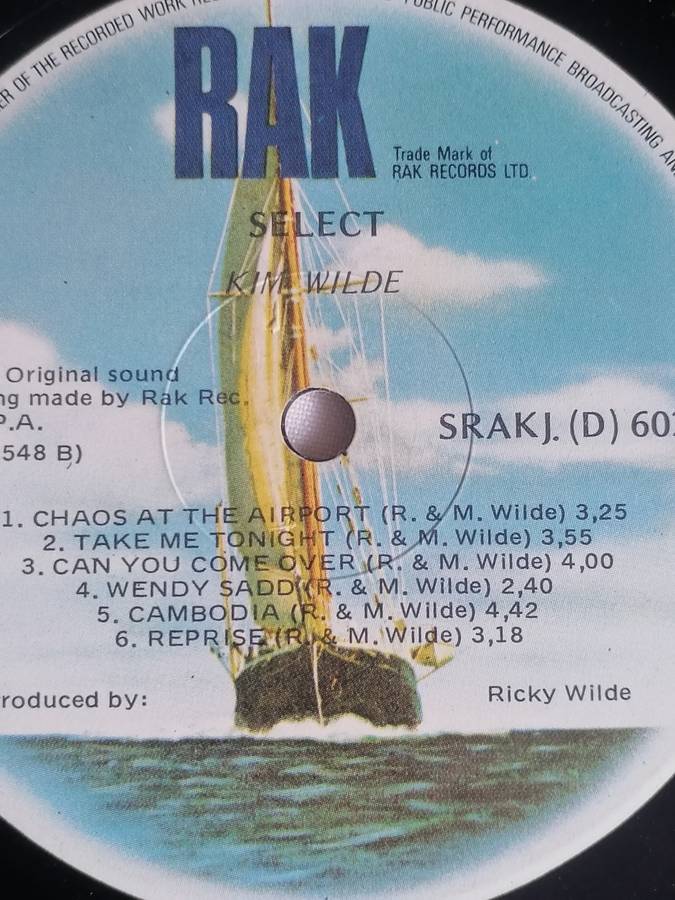 OF THE RECORDED WORK
PUBLIC PERFORMANCE BROADCASTING
RAK
Trade Mark of
RAK RECORDS LTD.
SELECT
KIM WILDE
Original sound
made by Rak Rec.
P.A.
548 B)
SRAKJ. (D) 60
1. CHAOS AT THE AIRPORT (R. & M. Wilde) 3,25
2. TAKE ME TONIGHT (R. & M. Wilde) 3,55
3. CAN YOU COME OVER (R. & M. Wilde) 4,00
4. WENDY SADD (R. & M. Wilde) 2,40
5. CAMBODIA (R. & M. Wilde) 4,42
6. REPRISE (R. & M. Wilde) 3,18
roduced by: Ricky Wilde